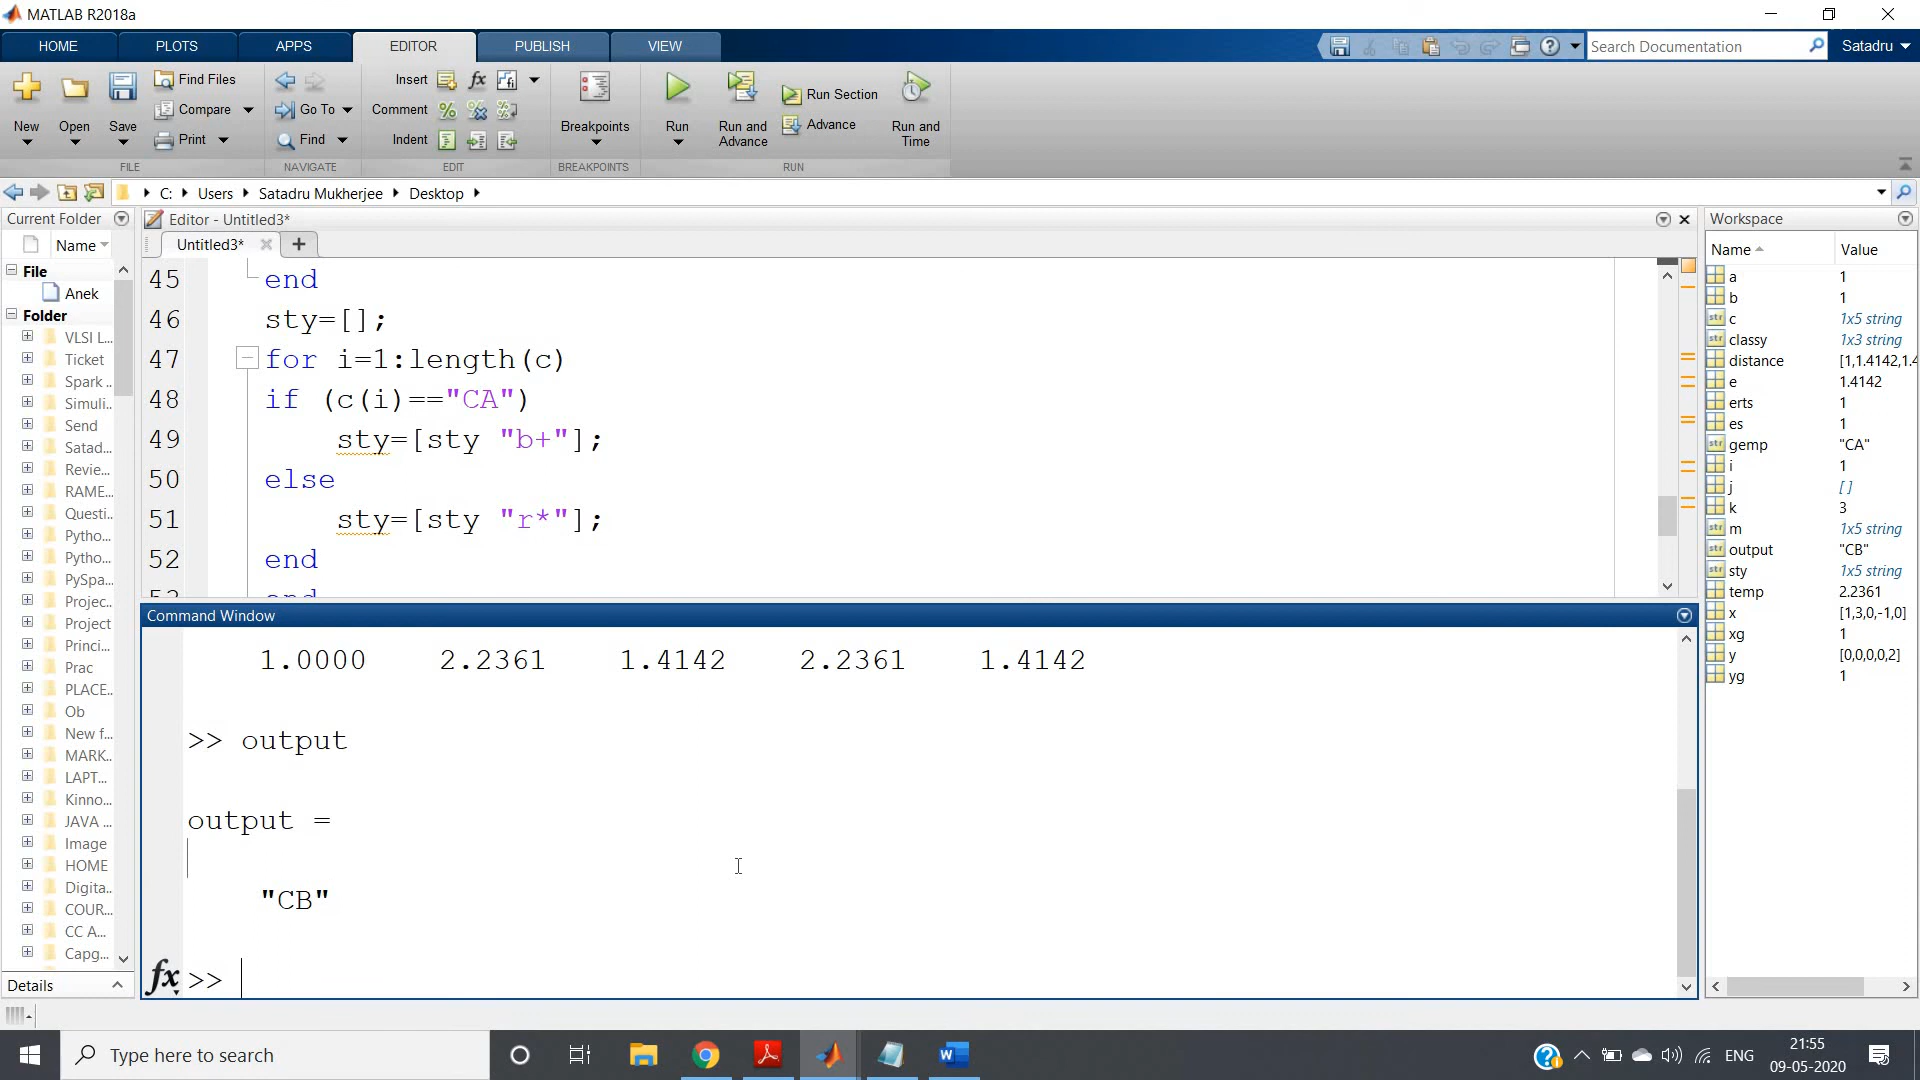 MATLAB R2018a
HOME PLOTS APPS EDITOR PUBLISH VIEW Search Documentation Satadru
New Open Save Find Files Compare Print
FILE
Go To Find
NAVIGATE
Insert fx Comment Indent
EDIT
Breakpoints
BREAKPOINTS
Run Run and Advance Run Section Advance Run and Time
RUN
C: Users Satadru Mukherjee Desktop
Current Folder
Name
File
Anek
Folder
VLSI L...
Ticket
Spark ...
Simuli...
Send
Satad...
Revie...
RAME...
Questi...
Pytho...
Pytho...
PySpa...
Projec...
Project
Princi...
Prac
PLACE...
Ob
New f...
MARK...
LAPT...
Kinno...
JAVA ...
Image
HOME
Digita...
COUR...
CC A...
Capg...
Details
Editor - Untitled3*
Untitled3*
45 end
46 sty=[];
47 for i=1:length(c)
48 if (c(i)=="CA")
49 sty=[sty "b+"];
50 else
51 sty=[sty "r*"];
52 end
53 end
Command Window
1.0000 2.2361 1.4142 2.2361 1.4142
>> output
output =
"CB"
fx >>
Workspace
Name Value
a 1
b 1
c 1x5 string
classy 1x3 string
distance [1,1.4142,1.4
e 1.4142
erts 1
es 1
gemp "CA"
i 1
j []
k 3
m 1x5 string
output "CB"
sty 1x5 string
temp 2.2361
x [1,3,0,-1,0]
xg 1
y [0,0,0,0,2]
yg 1
Type here to search
ENG
21:55
09-05-2020